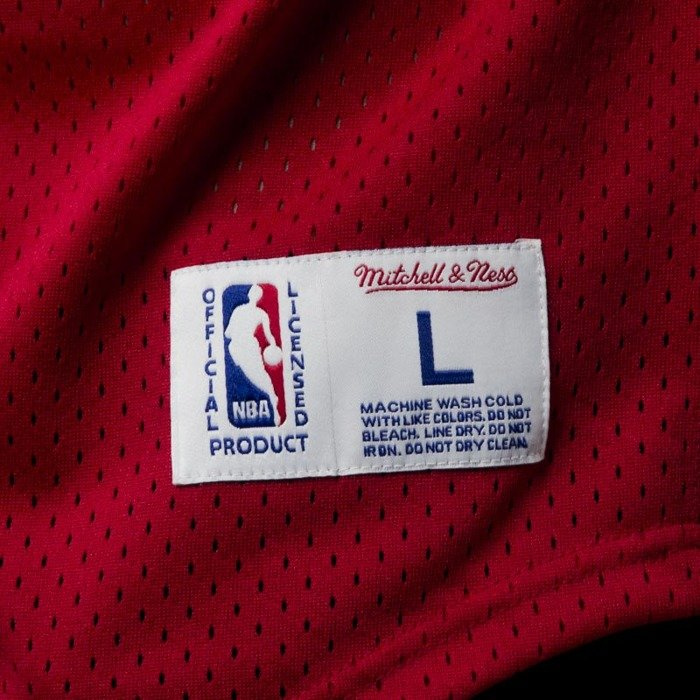 OFFICIAL
LICENSED
NBA
PRODUCT
Mitchell & Ness
L
MACHINE WASH COLD
WITH LIKE COLORS. DO NOT
BLEACH. LINE DRY. DO NOT
IRON. DO NOT DRY CLEAN.